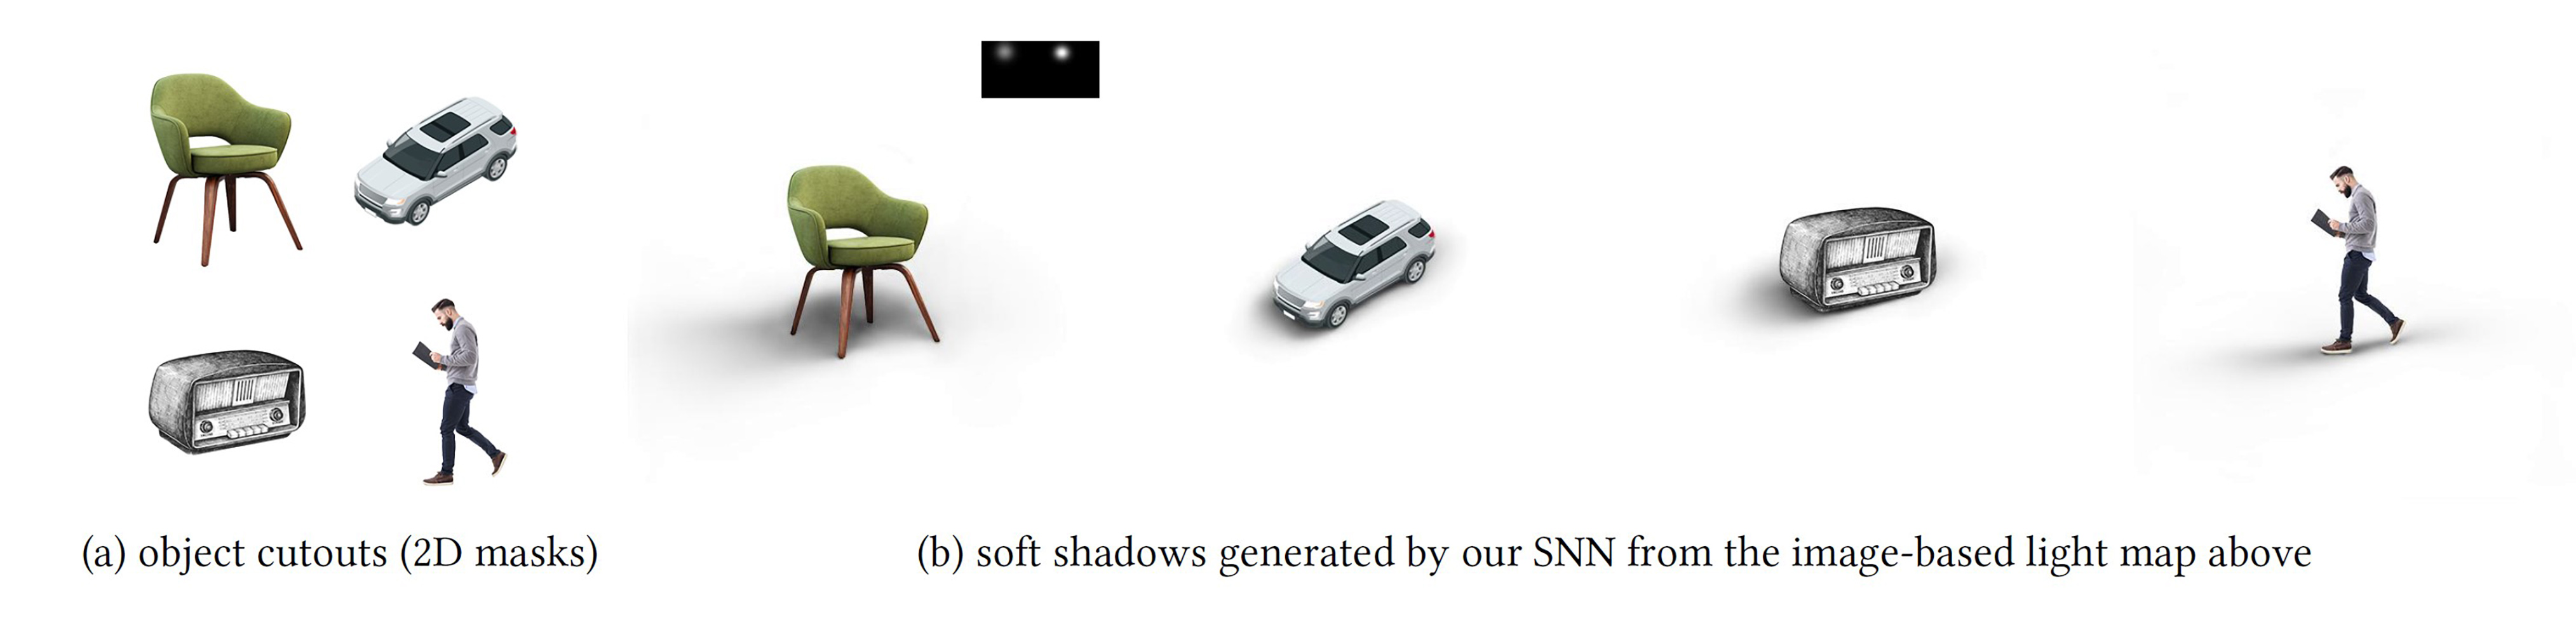 (a) object cutouts (2D masks)
(b) soft shadows generated by our SNN from the image-based light map above